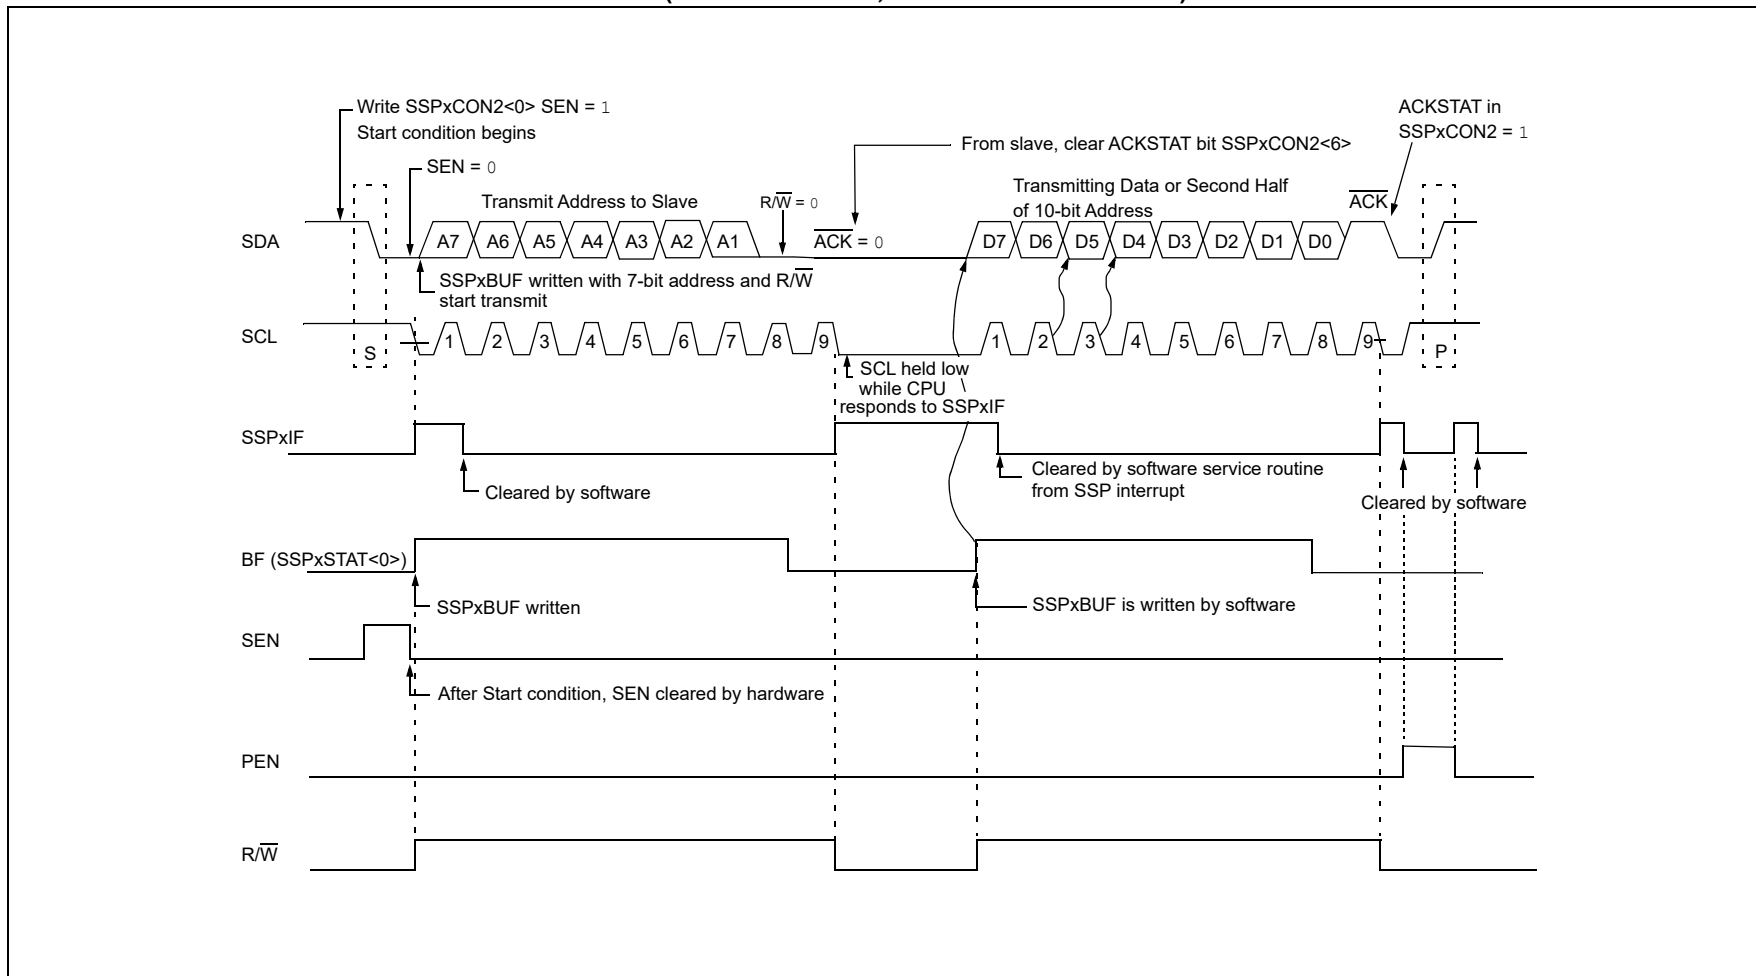 Write SSPxCON2<0> SEN = 1
Start condition begins
ACKSTAT in
SSPxCON2 = 1
From slave, clear ACKSTAT bit SSPxCON2<6>
SEN = 0
Transmit Address to Slave
R/W̅ = 0
Transmitting Data or Second Half
of 10-bit Address
A̅C̅K̅
SDA
A7 A6 A5 A4 A3 A2 A1
A̅C̅K̅ = 0
D7 D6 D5 D4 D3 D2 D1 D0
SSPxBUF written with 7-bit address and R/W̅
start transmit
SCL
S
1 2 3 4 5 6 7 8 9
1 2 3 4 5 6 7 8 9
P
SCL held low
while CPU
responds to SSPxIF
SSPxIF
Cleared by software
Cleared by software service routine
from SSP interrupt
Cleared by software
BF (SSPxSTAT<0>)
SSPxBUF written
SSPxBUF is written by software
SEN
After Start condition, SEN cleared by hardware
PEN
R/W̅